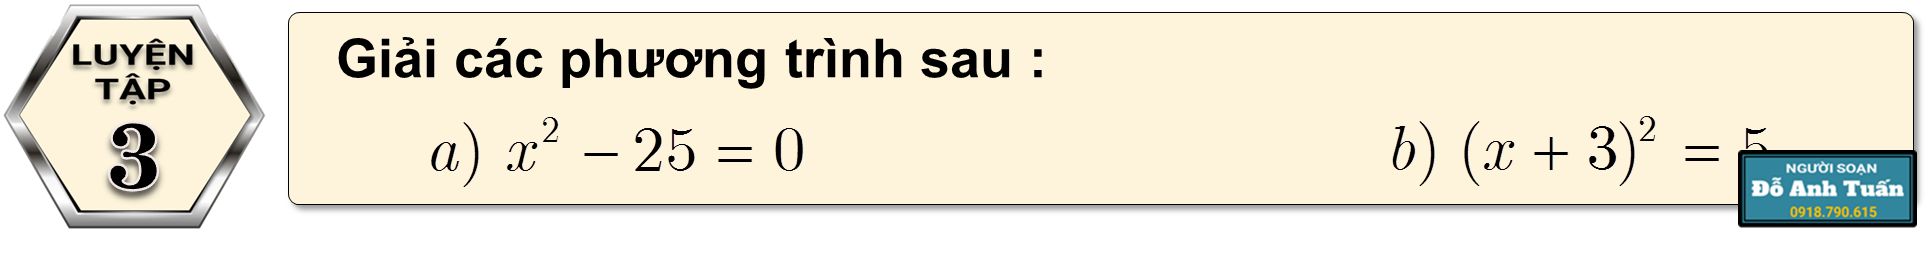 LUYỆN
TẬP
3
Giải các phương trình sau :
a) x² − 25 = 0
b) (x + 3)² = 5
NGƯỜI SOẠN
Đỗ Anh Tuấn
0918.790.615